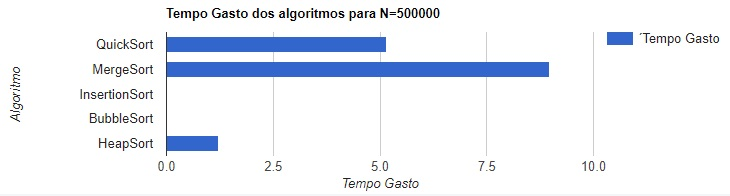 Tempo Gasto dos algoritmos para N=500000
QuickSort
MergeSort
InsertionSort
BubbleSort
HeapSort
Algoritmo
0.0 2.5 5.0 7.5 10.0
Tempo Gasto
'Tempo Gasto